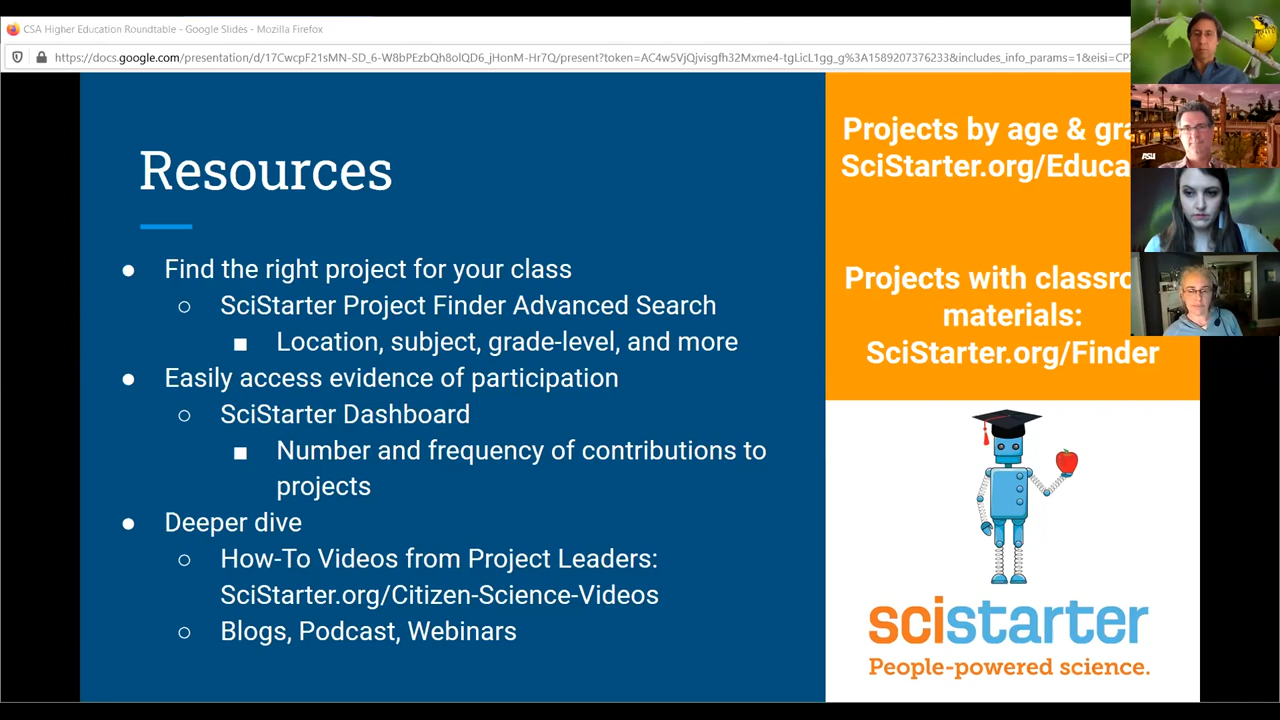 CSA Higher Education Roundtable - Google Slides - Mozilla Firefox
https://docs.google.com/presentation/d/17CwcpF21sMN-SD_6-W8bPEzbQh8olQD6_jHonM-Hr7Q/present?token=AC4w5VjQjvisgfh32Mxme4-tgLicL1gg_g%3A1589207376233&includes_info_params=1&eisi=CP
Resources
● Find the right project for your class
○ SciStarter Project Finder Advanced Search
■ Location, subject, grade-level, and more
● Easily access evidence of participation
○ SciStarter Dashboard
■ Number and frequency of contributions to
projects
● Deeper dive
○ How-To Videos from Project Leaders:
SciStarter.org/Citizen-Science-Videos
○ Blogs, Podcast, Webinars
Projects by age & gra
SciStarter.org/Educa
Projects with classro
materials:
SciStarter.org/Finder
scistarter
People-powered science.
ASU